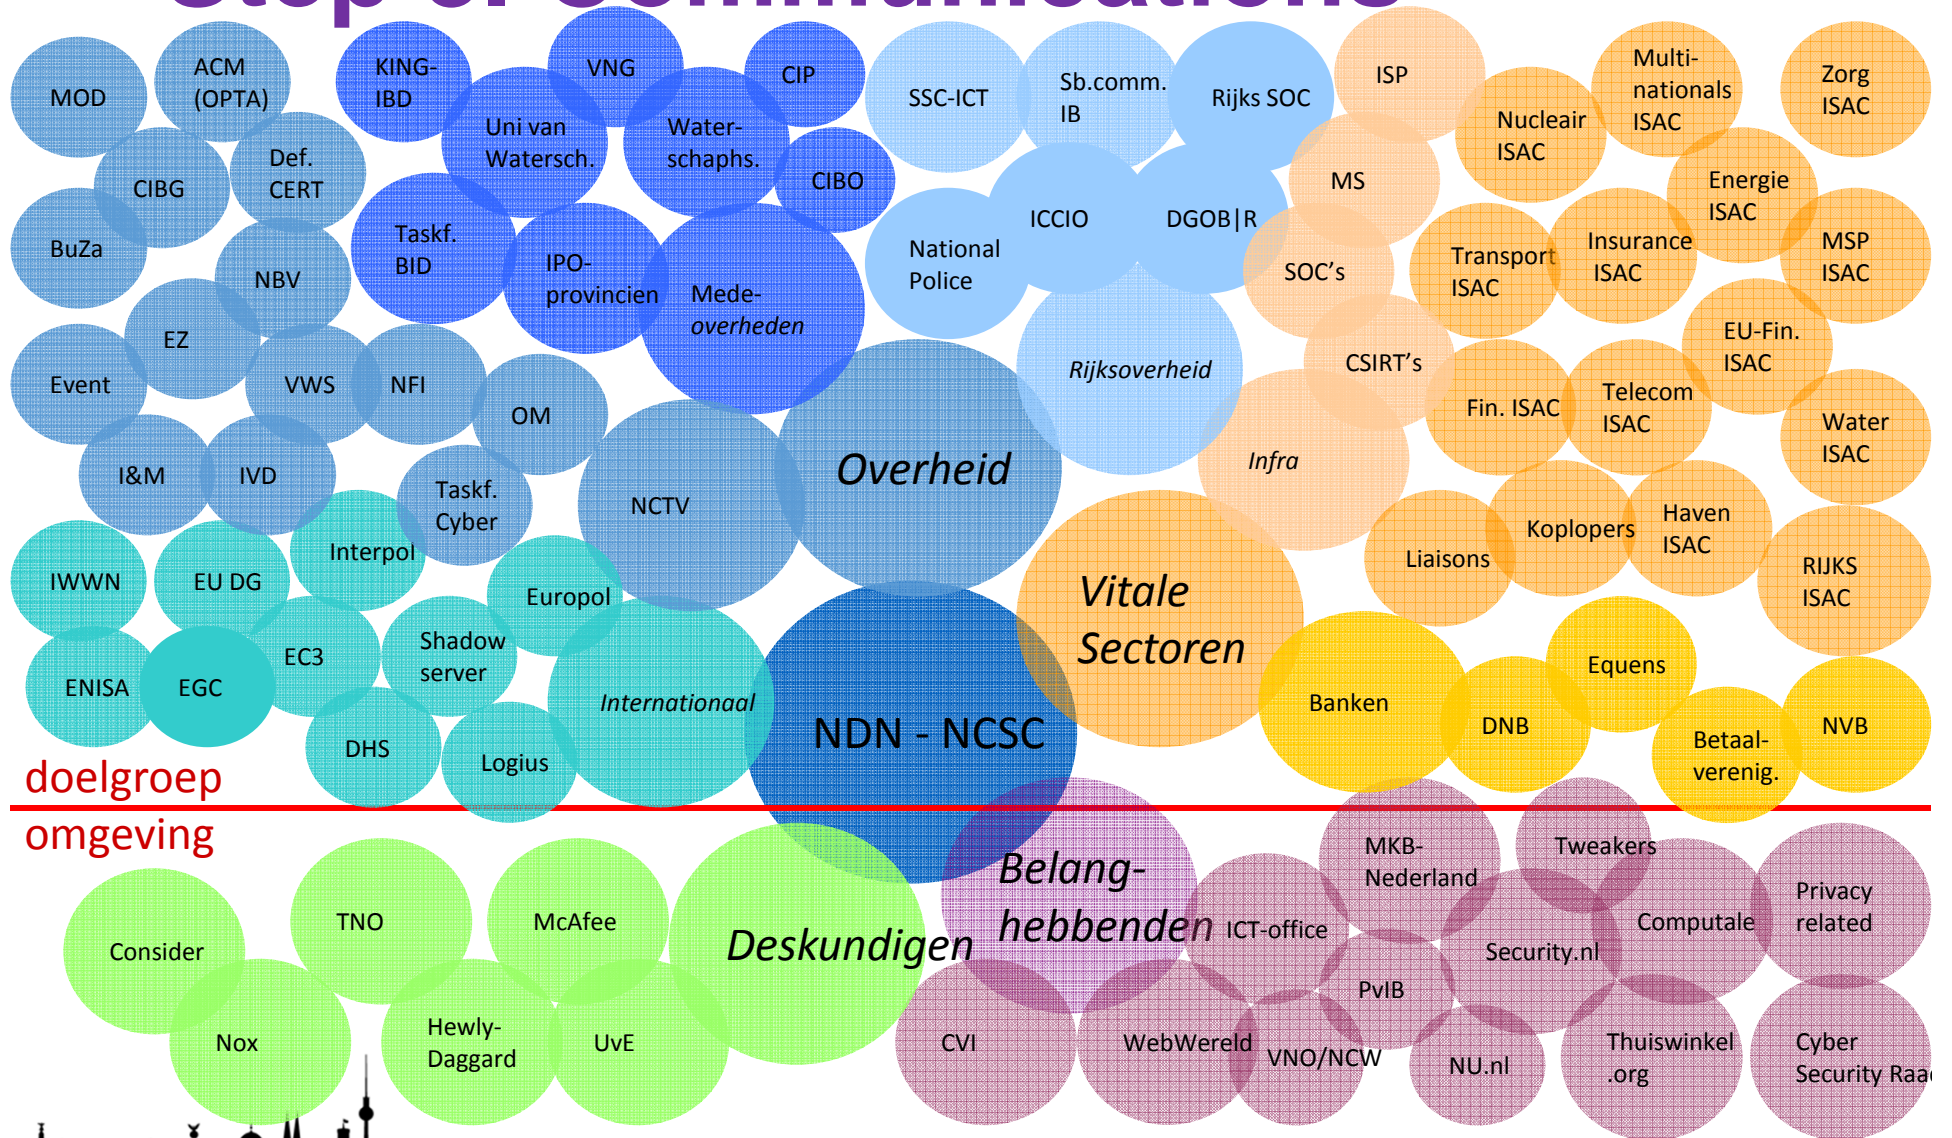 MOD
ACM
(OPTA)
KING-
IBD
VNG
CIP
SSC-ICT
Sb.comm.
IB
Rijks SOC
ISP
Multi-
nationals
ISAC
Zorg
ISAC
Uni van
Watersch.
Water-
schaphs.
Nucleair
ISAC
CIBG
Def.
CERT
CIBO
MS
Energie
ISAC
BuZa
Taskf.
BID
ICCIO
DGOB|R
NBV
IPO-
provincien
Mede-
overheden
National
Police
SOC's
Transport
ISAC
Insurance
ISAC
MSP
ISAC
EZ
EU-Fin.
ISAC
Event
VWS
NFI
OM
Rijksoverheid
CSIRT's
Fin. ISAC
Telecom
ISAC
Water
ISAC
I&M
IVD
Taskf.
Cyber
NCTV
Overheid
Infra
Koplopers
Haven
ISAC
Interpol
Liaisons
RIJKS
ISAC
IWWN
EU DG
Europol
Vitale
Sectoren
EC3
Shadow
server
Equens
ENISA
EGC
Internationaal
Banken
DNB
NVB
NDN - NCSC
DHS
Logius
Betaal-
verenig.
doelgroep
omgeving
Belang-
hebbenden
MKB-
Nederland
Tweakers
Privacy
related
Consider
TNO
McAfee
Deskundigen
ICT-office
Security.nl
Computale
PvIB
Nox
Hewly-
Daggard
UvE
CVI
WebWereld
VNO/NCW
NU.nl
Thuiswinkel
.org
Cyber
Security Raa